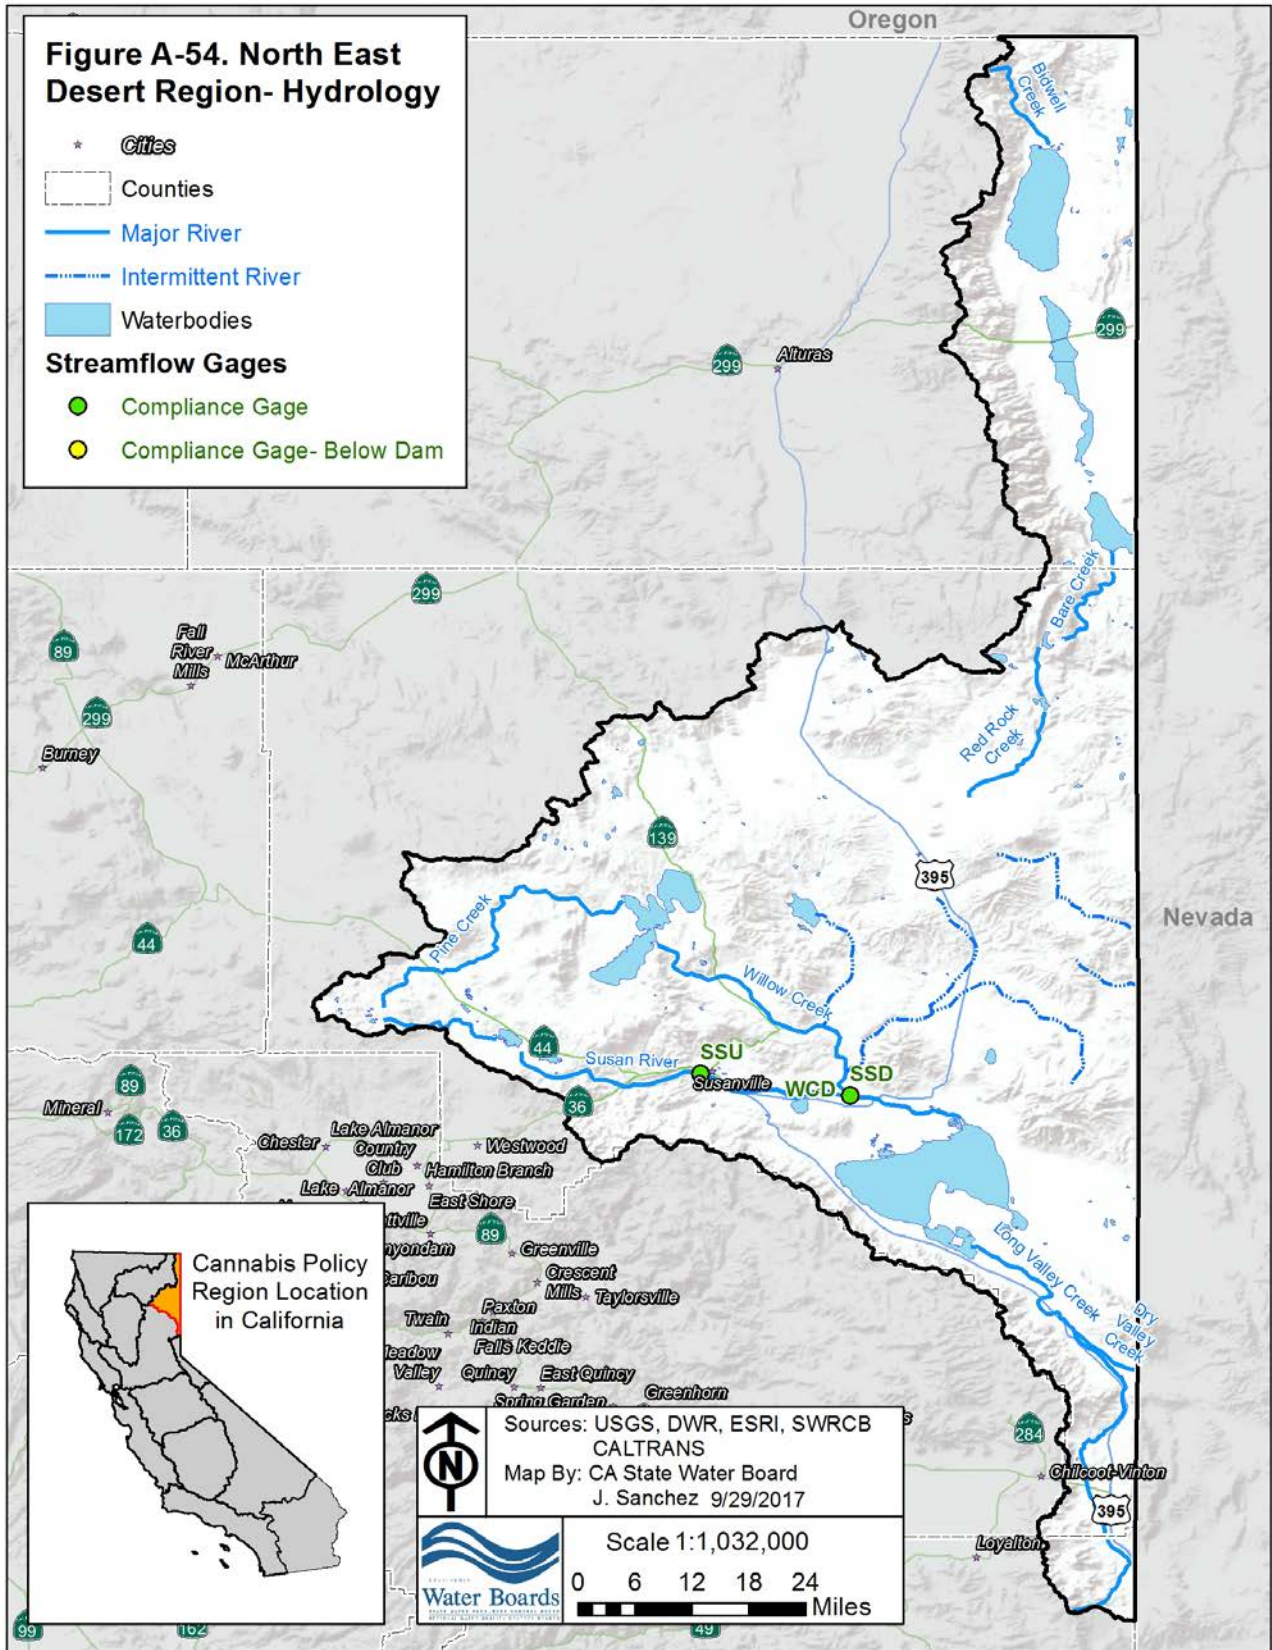 Oregon
Figure A-54. North East
Desert Region- Hydrology
Cities
Counties
Major River
Intermittent River
Waterbodies
Streamflow Gages
Compliance Gage
Compliance Gage- Below Dam
Bidwell
Creek
299
299
Alturas
299
Bare Creek
89
Fall
River
Mills
McArthur
299
Burney
Red Rock
Creek
139
395
Nevada
44
Pine Creek
Willow Creek
44
Susan River
SSU
Susanville
WCD
SSD
89
Mineral
172
36
36
Chester
Lake Almanor
Country
Club
Westwood
Hamilton Branch
Lake Almanor
East Shore
89
Greenville
Crescent
Mills
Taylorsville
Paxton
Twain
Indian
Falls
Keddie
Valley
Quincy
East Quincy
Spring Garden
Greenhorn
Long Valley Creek
Dry
Valley
Creek
284
Chilcoot-Vinton
395
Loyalton
Cannabis Policy
Region Location
in California
N
Sources: USGS, DWR, ESRI, SWRCB
CALTRANS
Map By: CA State Water Board
J. Sanchez 9/29/2017
Water Boards
Scale 1:1,032,000
0 6 12 18 24
Miles
99
162
49